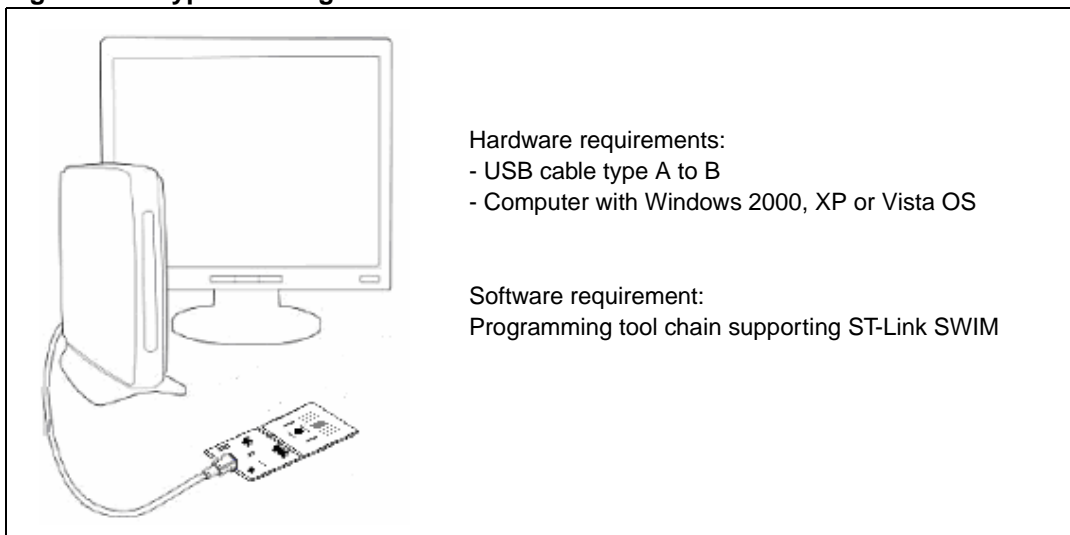 Hardware requirements:
- USB cable type A to B
- Computer with Windows 2000, XP or Vista OS
Software requirement:
Programming tool chain supporting ST-Link SWIM